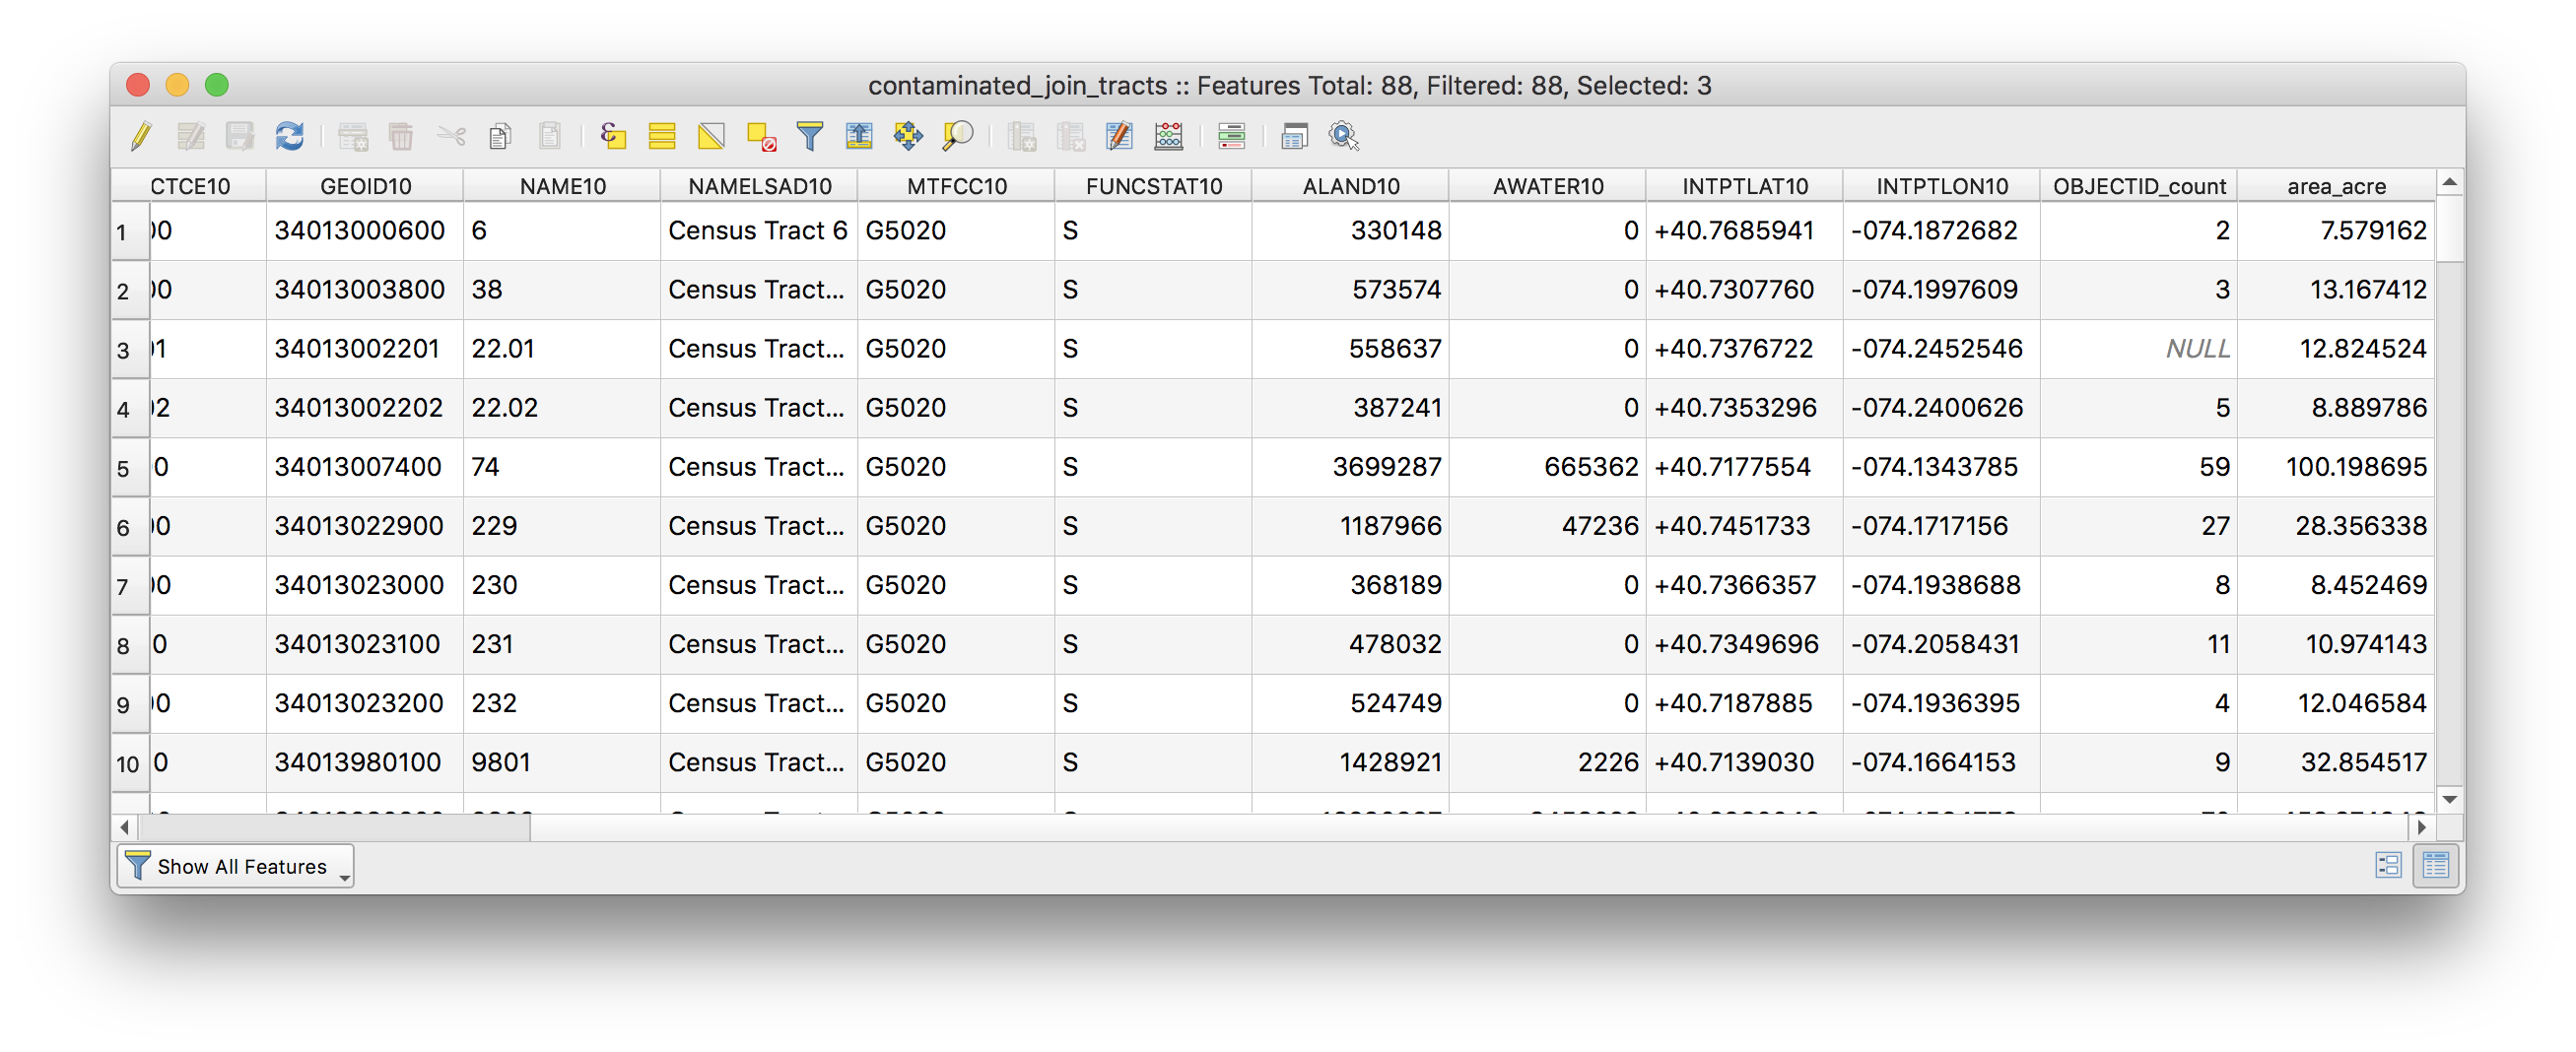 contaminated_join_tracts :: Features Total: 88, Filtered: 88, Selected: 3
CTCE10 GEOID10 NAME10 NAMELSAD10 MTFCC10 FUNCSTAT10 ALAND10 AWATER10 INTPTLAT10 INTPTLON10 OBJECTID_count area_acre
1 00 34013000600 6 Census Tract 6 G5020 S 330148 0 +40.7685941 -074.1872682 2 7.579162
2 00 34013003800 38 Census Tract... G5020 S 573574 0 +40.7307760 -074.1997609 3 13.167412
3 01 34013002201 22.01 Census Tract... G5020 S 558637 0 +40.7376722 -074.2452546 NULL 12.824524
4 02 34013002202 22.02 Census Tract... G5020 S 387241 0 +40.7353296 -074.2400626 5 8.889786
5 00 34013007400 74 Census Tract... G5020 S 3699287 665362 +40.7177554 -074.1343785 59 100.198695
6 00 34013022900 229 Census Tract... G5020 S 1187966 47236 +40.7451733 -074.1717156 27 28.356338
7 00 34013023000 230 Census Tract... G5020 S 368189 0 +40.7366357 -074.1938688 8 8.452469
8 0 34013023100 231 Census Tract... G5020 S 478032 0 +40.7349696 -074.2058431 11 10.974143
9 00 34013023200 232 Census Tract... G5020 S 524749 0 +40.7187885 -074.1936395 4 12.046584
10 0 34013980100 9801 Census Tract... G5020 S 1428921 2226 +40.7139030 -074.1664153 9 32.854517
Show All Features